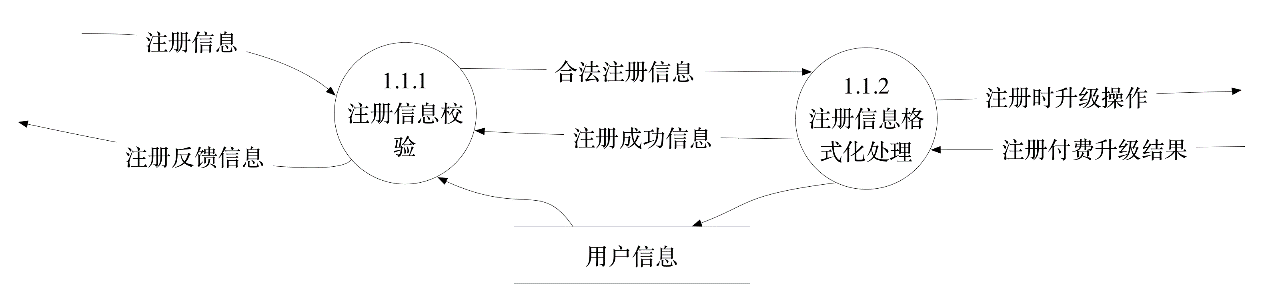 注册信息
1.1.1
注册信息校
验
合法注册信息
1.1.2
注册信息格
式化处理
注册时升级操作
注册反馈信息
注册成功信息
注册付费升级结果
用户信息